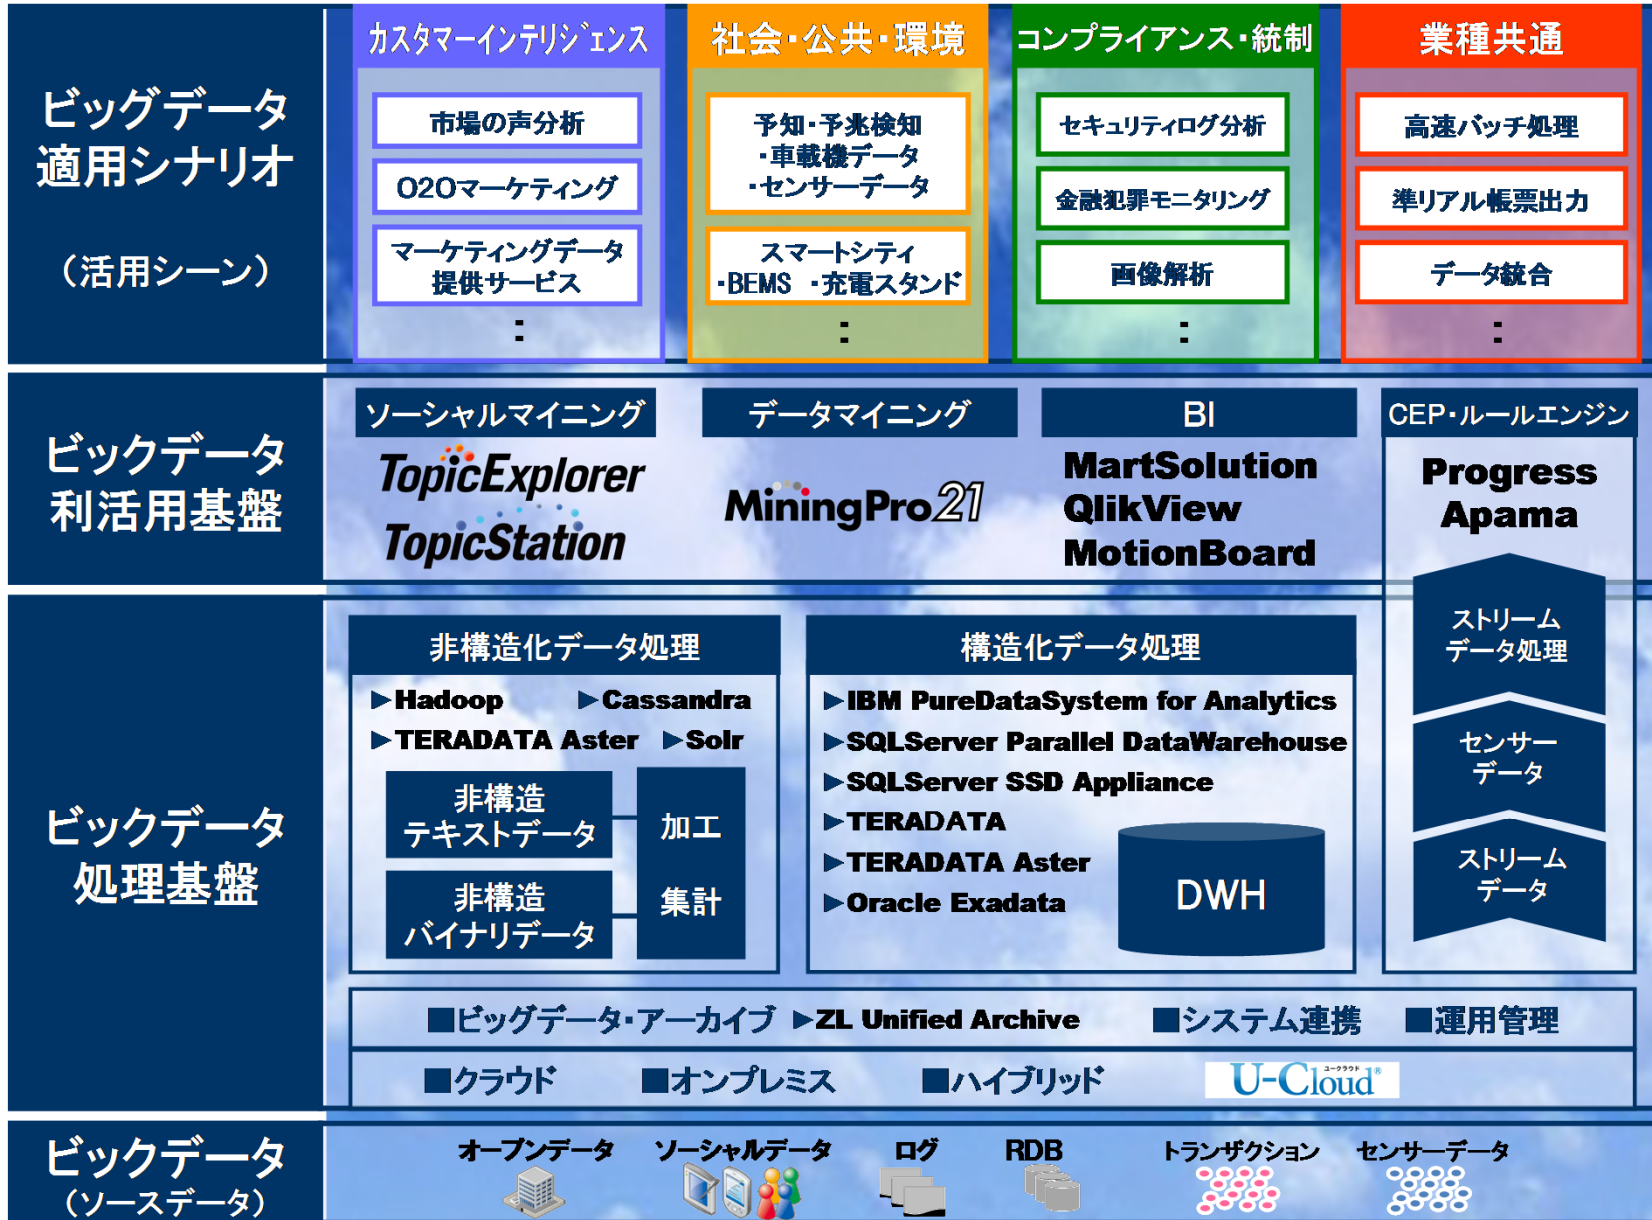 ビッグデータ
適用シナリオ
（活用シーン）
カスタマーインテリジェンス
市場の声分析
O2Oマーケティング
マーケティングデータ
提供サービス
：
社会・公共・環境
予知・予兆検知
・車載機データ
・センサーデータ
スマートシティ
・BEMS ・充電スタンド
：
コンプライアンス・統制
セキュリティログ分析
金融犯罪モニタリング
画像解析
：
業種共通
高速バッチ処理
準リアル帳票出力
データ統合
：
ビックデータ
利活用基盤
ソーシャルマイニング
TopicExplorer
TopicStation
データマイニング
MiningPro21
BI
MartSolution
QlikView
MotionBoard
CEP・ルールエンジン
Progress
Apama
ビックデータ
処理基盤
非構造化データ処理
►Hadoop ►Cassandra
►TERADATA Aster ►Solr
非構造
テキストデータ
非構造
バイナリデータ
加工
集計
構造化データ処理
►IBM PureDataSystem for Analytics
►SQLServer Parallel DataWarehouse
►SQLServer SSD Appliance
►TERADATA
►TERADATA Aster
►Oracle Exadata
DWH
ストリーム
データ処理
センサー
データ
ストリーム
データ
■ビッグデータ・アーカイブ ►ZL Unified Archive ■システム連携 ■運用管理
■クラウド ■オンプレミス ■ハイブリッド
ユークラウド
U-Cloud®
ビックデータ
（ソースデータ）
オープンデータ ソーシャルデータ ログ RDB トランザクション センサーデータ